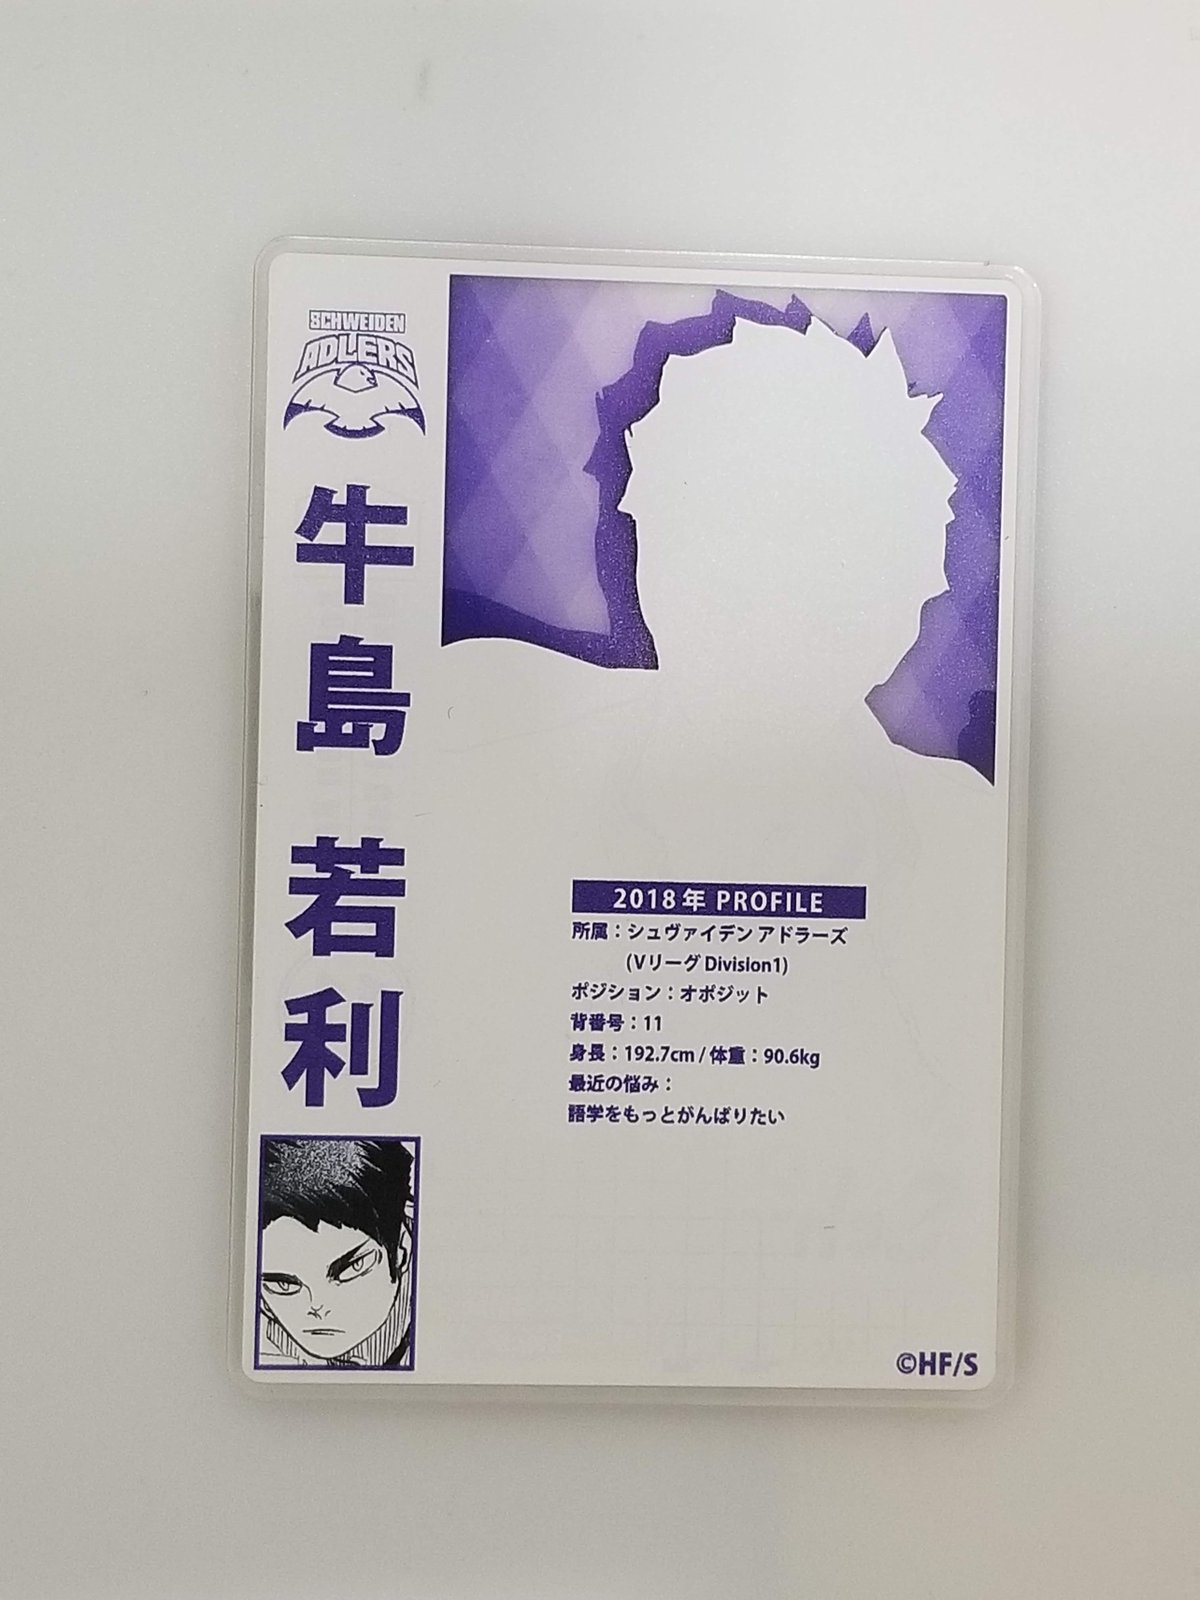 SCHWEIDEN
ADLERS
牛島 若利
2018年 PROFILE
所属：シュヴァイデン アドラーズ
(Vリーグ Division1)
ポジション：オポジット
背番号：11
身長：192.7cm / 体重：90.6kg
最近の悩み：
語学をもっとがんばりたい
©HF/S